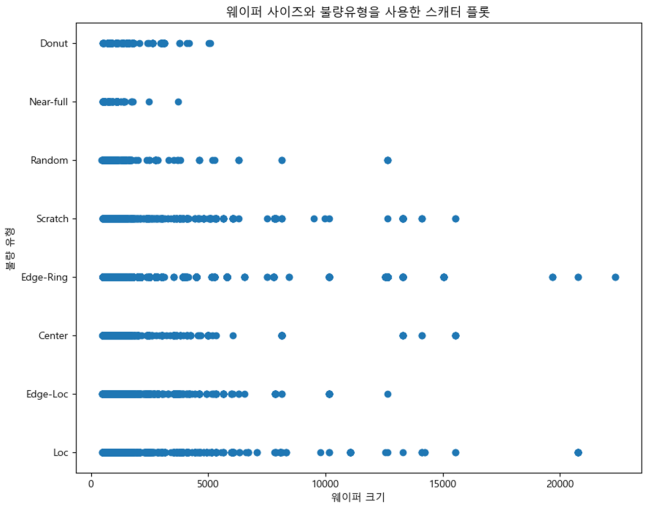 웨이퍼 사이즈와 불량유형을 사용한 스캐터 플롯
Donut
Near-full
Random
Scratch
Edge-Ring
Center
Edge-Loc
Loc
불량 유형
0 5000 10000 15000 20000
웨이퍼 크기